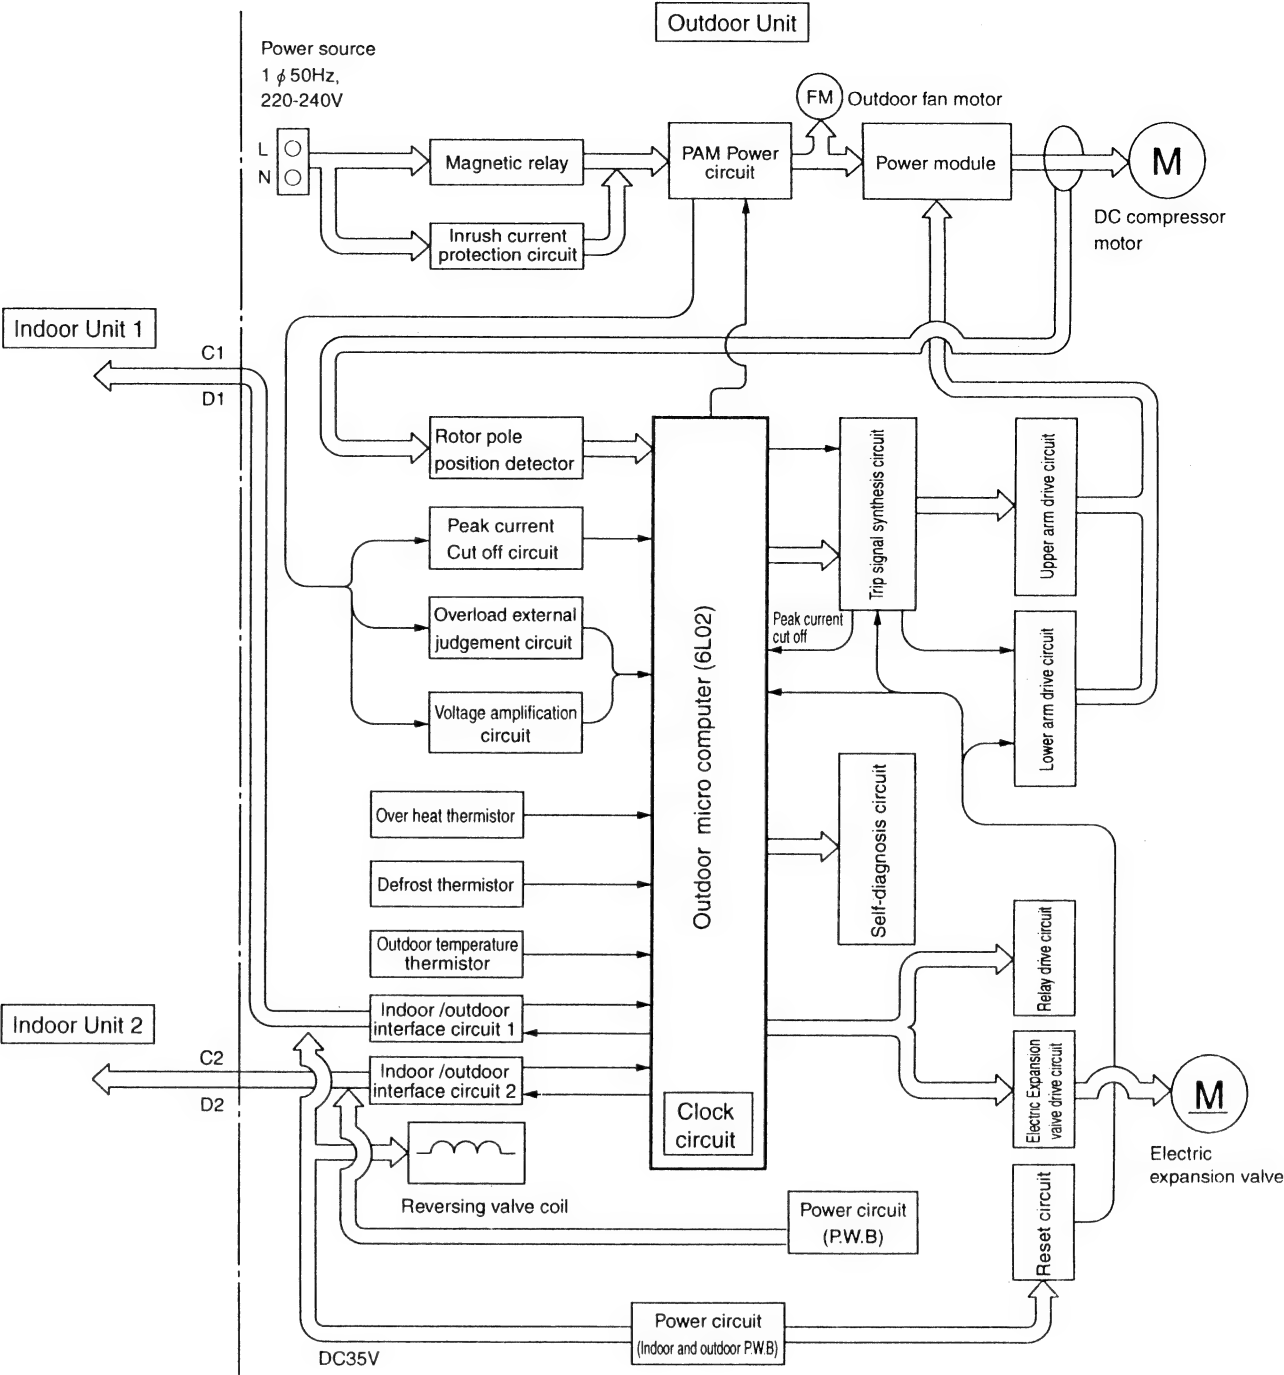 Outdoor Unit
Power source
1 ϕ 50Hz,
220-240V
L
N
Magnetic relay
Inrush current
protection circuit
PAM Power
circuit
FM
Outdoor fan motor
Power module
M
DC compressor
motor
Indoor Unit 1
C1
D1
Rotor pole
position detector
Peak current
Cut off circuit
Overload external
judgement circuit
Voltage amplification
circuit
Over heat thermistor
Defrost thermistor
Outdoor temperature
thermistor
Indoor /outdoor
interface circuit 1
Indoor /outdoor
interface circuit 2
Outdoor micro computer (6L02)
Clock
circuit
Trip signal synthesis circuit
Peak current
cut off
Upper arm drive circuit
Lower arm drive circuit
Self-diagnosis circuit
Relay drive circuit
Electric Expansion
valve drive circuit
M
Electric
expansion valve
Indoor Unit 2
C2
D2
Reversing valve coil
Power circuit
(P.W.B)
Reset circuit
Power circuit
(Indoor and outdoor P.W.B)
DC35V